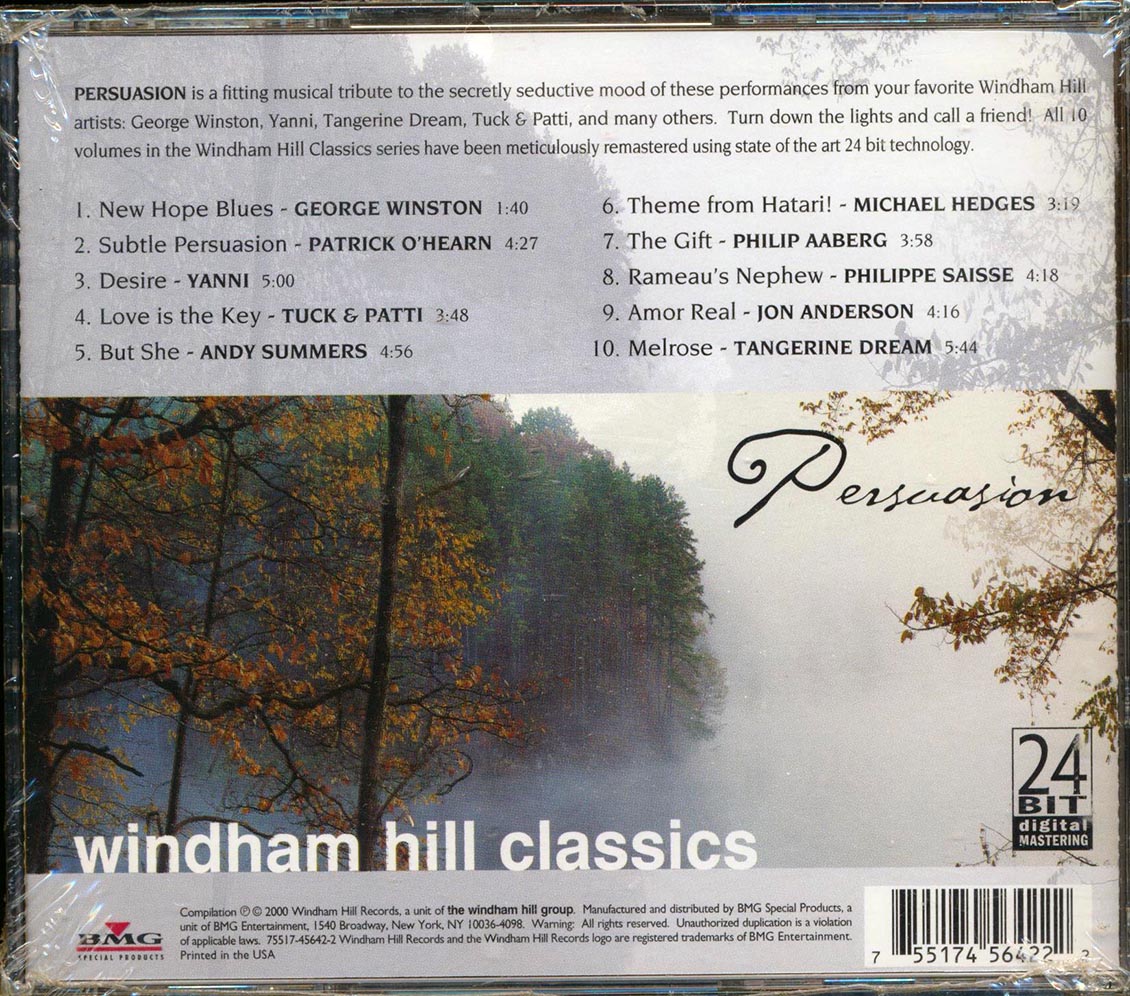 PERSUASION is a fitting musical tribute to the secretly seductive mood of these performances from your favorite Windham Hill
artists: George Winston, Yanni, Tangerine Dream, Tuck & Patti, and many others. Turn down the lights and call a friend! All 10
volumes in the Windham Hill Classics series have been meticulously remastered using state of the art 24 bit technology.
1. New Hope Blues - GEORGE WINSTON 1:40
2. Subtle Persuasion - PATRICK O'HEARN 4:27
3. Desire - YANNI 5:00
4. Love is the Key - TUCK & PATTI 3:48
5. But She - ANDY SUMMERS 4:56
6. Theme from Hatari! - MICHAEL HEDGES 3:19
7. The Gift - PHILIP AABERG 3:58
8. Rameau's Nephew - PHILIPPE SAISSE 4:18
9. Amor Real - JON ANDERSON 4:16
10. Melrose - TANGERINE DREAM 5:44
Persuasion
24
BIT
digital
MASTERING
windham hill classics
BMG
SPECIAL PRODUCTS
Compilation ℗ © 2000 Windham Hill Records, a unit of the windham hill group. Manufactured and distributed by BMG Special Products, a
unit of BMG Entertainment, 1540 Broadway, New York, NY 10036-4098. Warning: All rights reserved. Unauthorized duplication is a violation
of applicable laws. 75517-45642-2 Windham Hill Records and the Windham Hill Records logo are registered trademarks of BMG Entertainment.
Printed in the USA
7 55174 56422